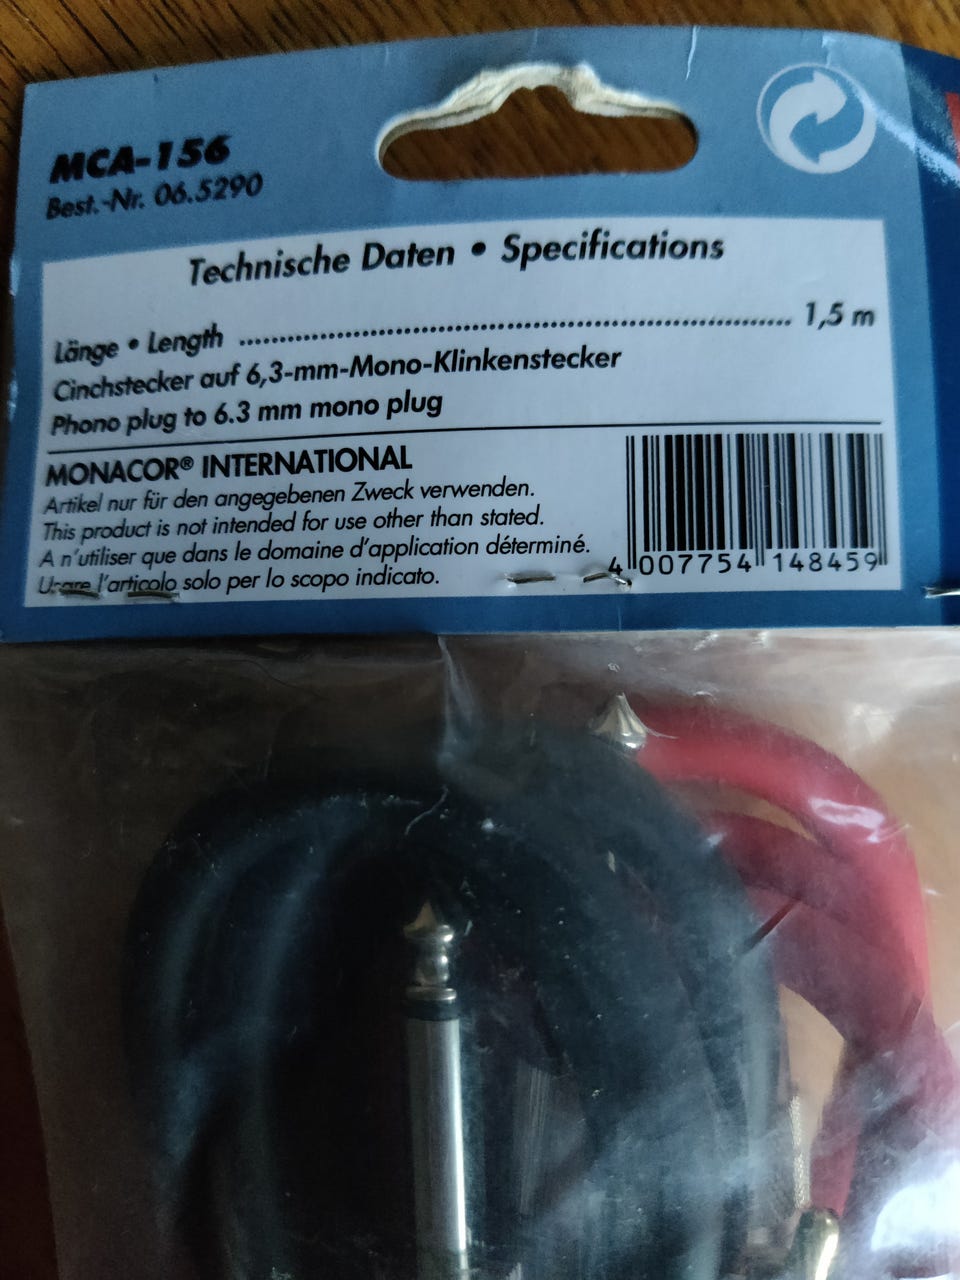 MCA-156
Best.-Nr. 06.5290
Technische Daten • Specifications
Länge • Length ........................................................................................ 1,5 m
Cinchstecker auf 6,3-mm-Mono-Klinkenstecker
Phono plug to 6.3 mm mono plug
MONACOR® INTERNATIONAL
Artikel nur für den angegebenen Zweck verwenden.
This product is not intended for use other than stated.
A n'utiliser que dans le domaine d'application déterminé.
Usare l'articolo solo per lo scopo indicato.
4 007754 148459